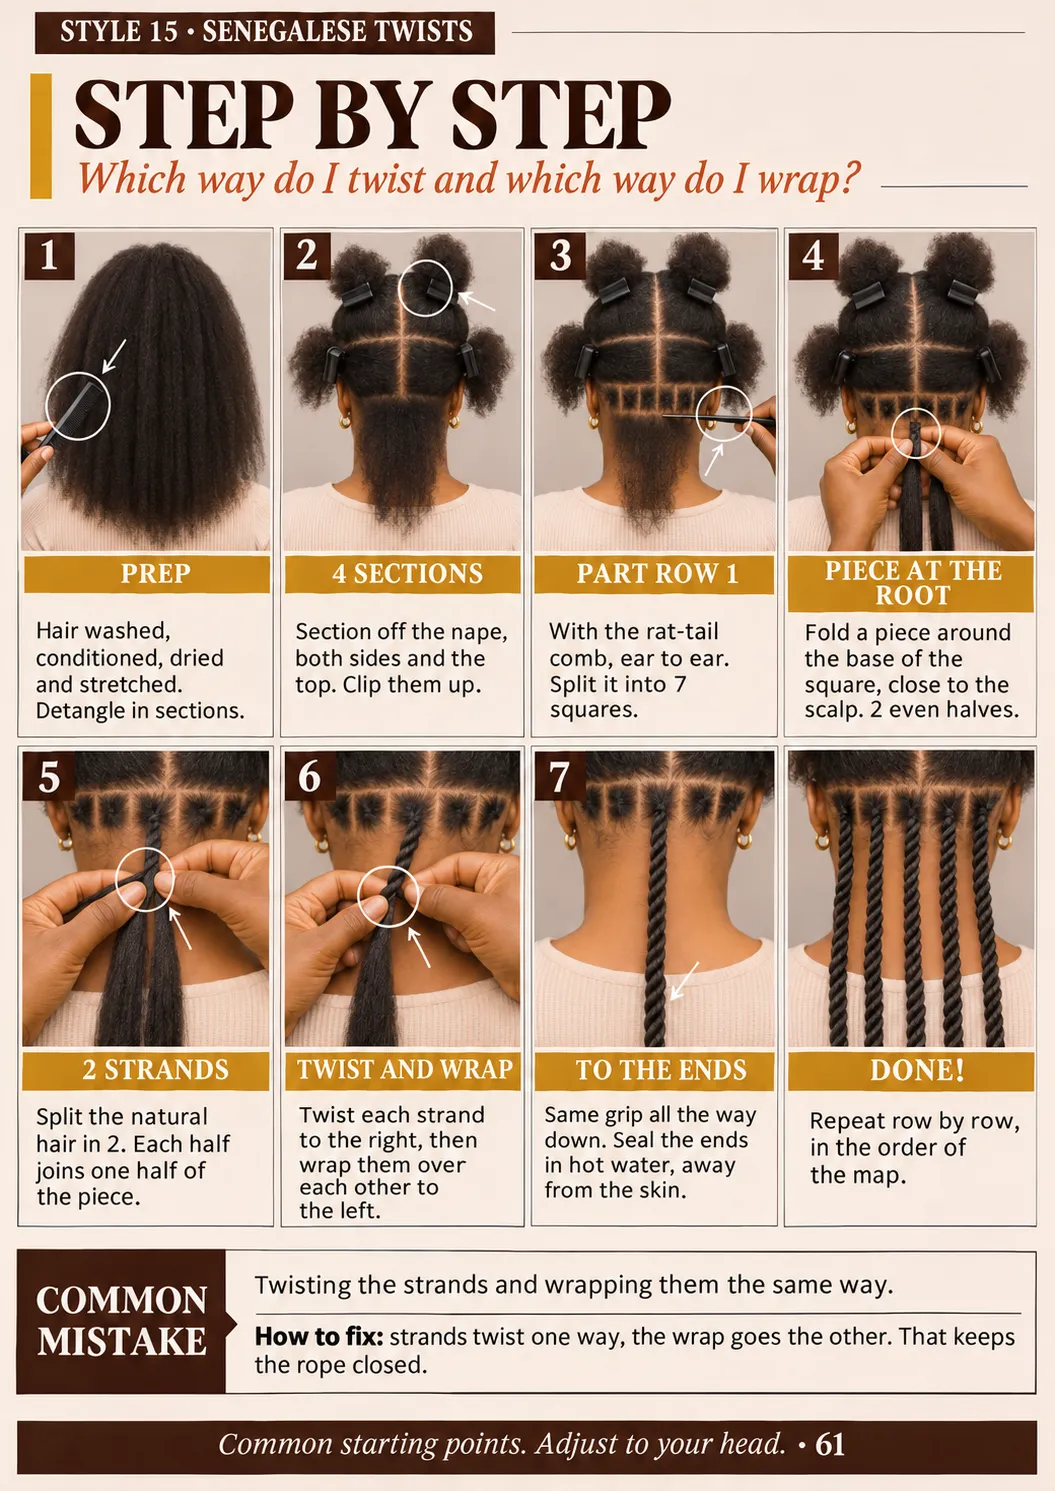 STYLE 15 • SENEGALESE TWISTS
STEP BY STEP
Which way do I twist and which way do I wrap?
1
PREP
Hair washed,
conditioned, dried
and stretched.
Detangle in sections.
2
4 SECTIONS
Section off the nape,
both sides and the
top. Clip them up.
3
PART ROW 1
With the rat-tail
comb, ear to ear.
Split it into 7
squares.
4
PIECE AT THE
ROOT
Fold a piece around
the base of the
square, close to the
scalp. 2 even halves.
5
2 STRANDS
Split the natural
hair in 2. Each half
joins one half of
the piece.
6
TWIST AND WRAP
Twist each strand
to the right, then
wrap them over
each other to
the left.
7
TO THE ENDS
Same grip all the way
down. Seal the ends
in hot water, away
from the skin.
DONE!
Repeat row by row,
in the order of
the map.
COMMON
MISTAKE
Twisting the strands and wrapping them the same way.
How to fix: strands twist one way, the wrap goes the other. That keeps
the rope closed.
Common starting points. Adjust to your head. • 61